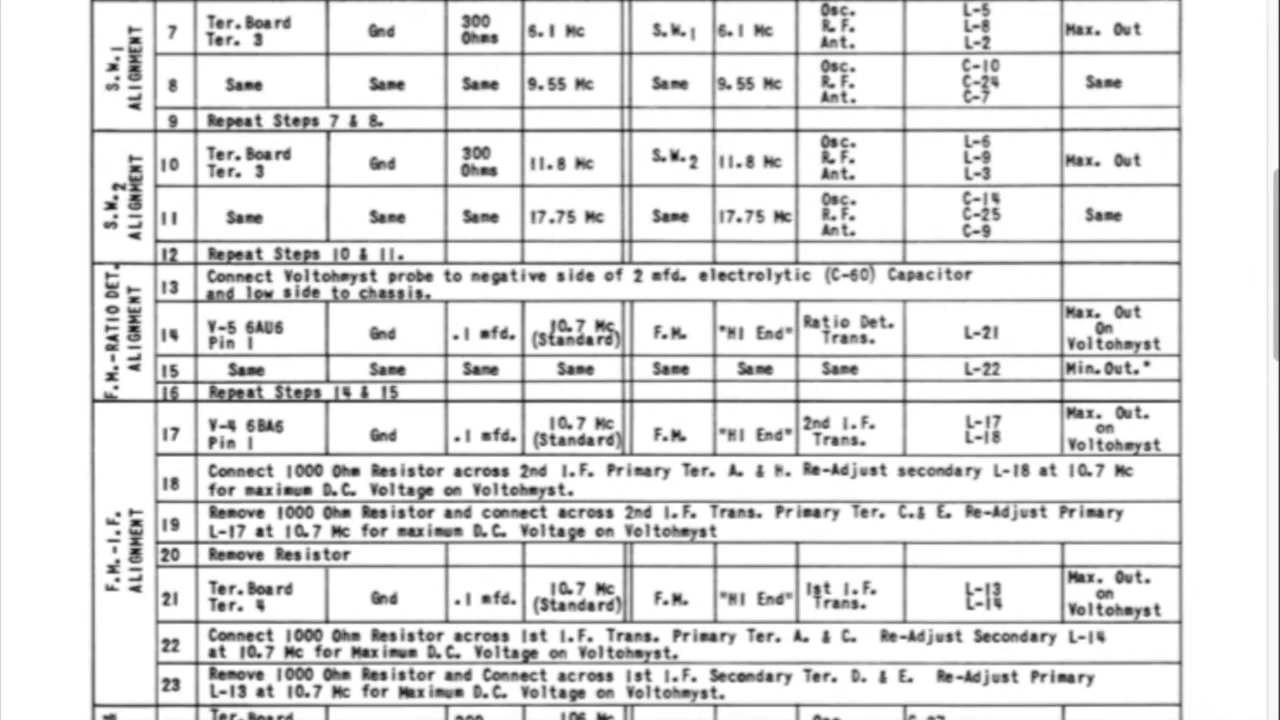 S.W.1
ALIGNMENT
7 Ter.Board Gnd 300 6.1 Mc S.W.1 6.1 Mc Osc. L-5 Max. Out
Ter. 3 Ohms R.F. L-8
Ant. L-2
8 Same Same Same 9.55 Mc Same 9.55 Mc Osc. C-10 Same
R.F. C-24
Ant. C-7
9 Repeat Steps 7 & 8.
S.W.2
ALIGNMENT
10 Ter.Board Gnd 300 11.8 Mc S.W.2 11.8 Mc Osc. L-6 Max. Out
Ter. 3 Ohms R.F. L-9
Ant. L-3
11 Same Same Same 17.75 Mc Same 17.75 Mc Osc. C-14 Same
R.F. C-25
Ant. C-9
12 Repeat Steps 10 & 11.
F.M.-RATIO DET.
ALIGNMENT
13 Connect Voltohmyst probe to negative side of 2 mfd. electrolytic (C-60) Capacitor
and low side to chassis.
14 V-5 6AU6 Gnd .1 mfd. 10.7 Mc F.M. "HI End" Ratio Det. L-21 Max. Out
Pin 1 (Standard) Trans. On
Voltohmyst
15 Same Same Same Same Same Same Same L-22 Min.Out.*
16 Repeat Steps 14 & 15
F.M.-I.F.
ALIGNMENT
17 V-4 6BA6 Gnd .1 mfd. 10.7 Mc F.M. "HI End" 2nd I.F. L-17 Max. Out.
Pin 1 (Standard) Trans. L-18 on
Voltohmyst
18 Connect 1000 Ohm Resistor across 2nd I.F. Primary Ter. A. & H. Re-Adjust secondary L-18 at 10.7 Mc
for maximum D.C. Voltage on Voltohmyst.
19 Remove 1000 Ohm Resistor and connect across 2nd I.F. Trans. Primary Ter. C.& E. Re-Adjust Primary
L-17 at 10.7 Mc for maximum D.C. Voltage on Voltohmyst
20 Remove Resistor
21 Ter.Board Gnd .1 mfd. 10.7 Mc F.M. "HI End" 1st I.F. L-13 Max. Out.
Ter. 4 (Standard) Trans. L-14 on
Voltohmyst
22 Connect 1000 Ohm Resistor across 1st I.F. Trans. Primary Ter. A. & C. Re-Adjust Secondary L-14
at 10.7 Mc for Maximum D.C. Voltage on Voltohmyst.
23 Remove 1000 Ohm Resistor and Connect across 1st I.F. Secondary Ter. D. & E. Re-Adjust Primary
L-13 at 10.7 Mc for Maximum D.C. Voltage on Voltohmyst.
Ter.Board 106 Mc